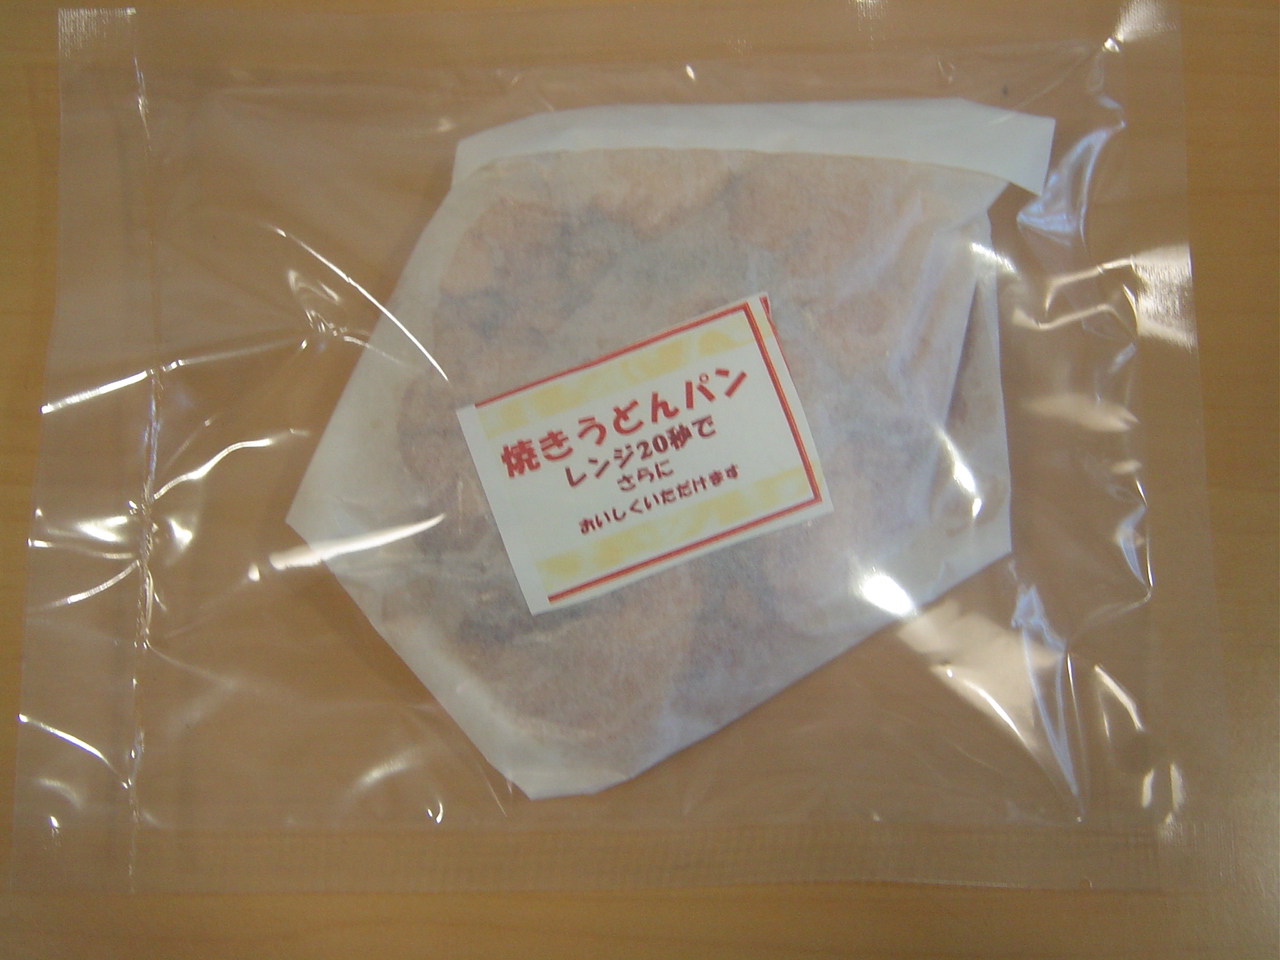 焼きうどんパン
レンジ20秒で
さらに
おいしくいただけます